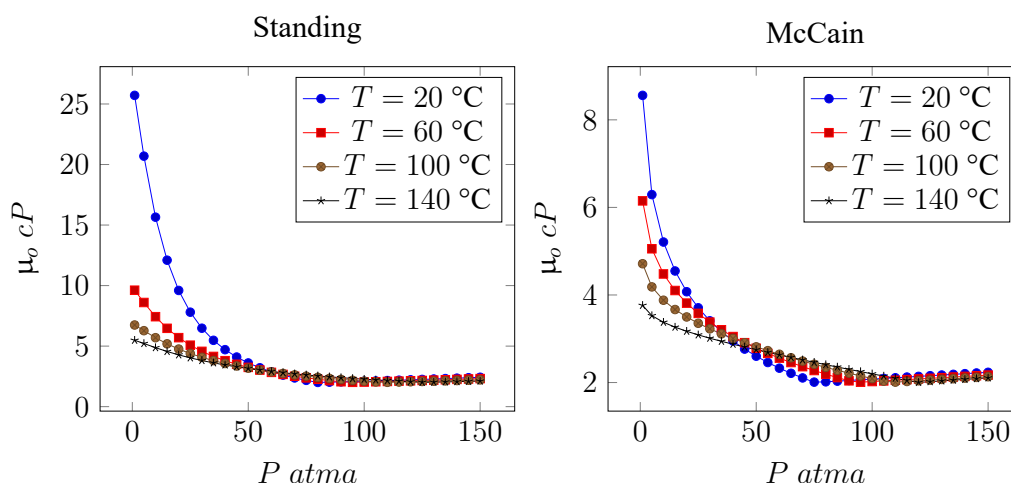 Standing
25
20
15
10
5
0
0
50
100
150
μo cP
P atma
T = 20 °C
T = 60 °C
T = 100 °C
T = 140 °C
McCain
8
6
4
2
0
50
100
150
μo cP
P atma
T = 20 °C
T = 60 °C
T = 100 °C
T = 140 °C